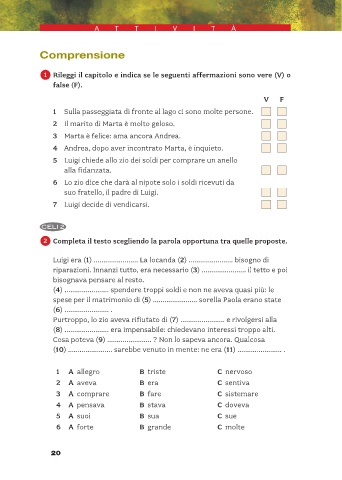 ATTIVITÀ
Comprensione
1 Rileggi il capitolo e indica se le seguenti affermazioni sono vere (V) o
false (F).
V F
1 Sulla passeggiata di fronte al lago ci sono molte persone.
2 Il marito di Marta è molto geloso.
3 Marta è felice: ama ancora Andrea.
4 Andrea, dopo aver incontrato Marta, è inquieto.
5 Luigi chiede allo zio dei soldi per comprare un anello
alla fidanzata.
6 Lo zio dice che darà al nipote solo i soldi ricevuti da
suo fratello, il padre di Luigi.
7 Luigi decide di vendicarsi.
CELI 2
2 Completa il testo scegliendo la parola opportuna tra quelle proposte.
Luigi era (1) ...................... La locanda (2) ...................... bisogno di
riparazioni. Innanzi tutto, era necessario (3) ...................... il tetto e poi
bisognava pensare al resto.
(4) ...................... spendere troppi soldi e non ne aveva quasi più: le
spese per il matrimonio di (5) ...................... sorella Paola erano state
(6) ...................... .
Purtroppo, lo zio aveva rifiutato di (7) ...................... e rivolgersi alla
(8) ...................... era impensabile: chiedevano interessi troppo alti.
Cosa poteva (9) ...................... ? Non lo sapeva ancora. Qualcosa
(10) ...................... sarebbe venuto in mente: ne era (11) ...................... .
1 A allegro B triste C nervoso
2 A aveva B era C sentiva
3 A comprare B fare C sistemare
4 A pensava B stava C doveva
5 A suoi B sua C sue
6 A forte B grande C molte
20